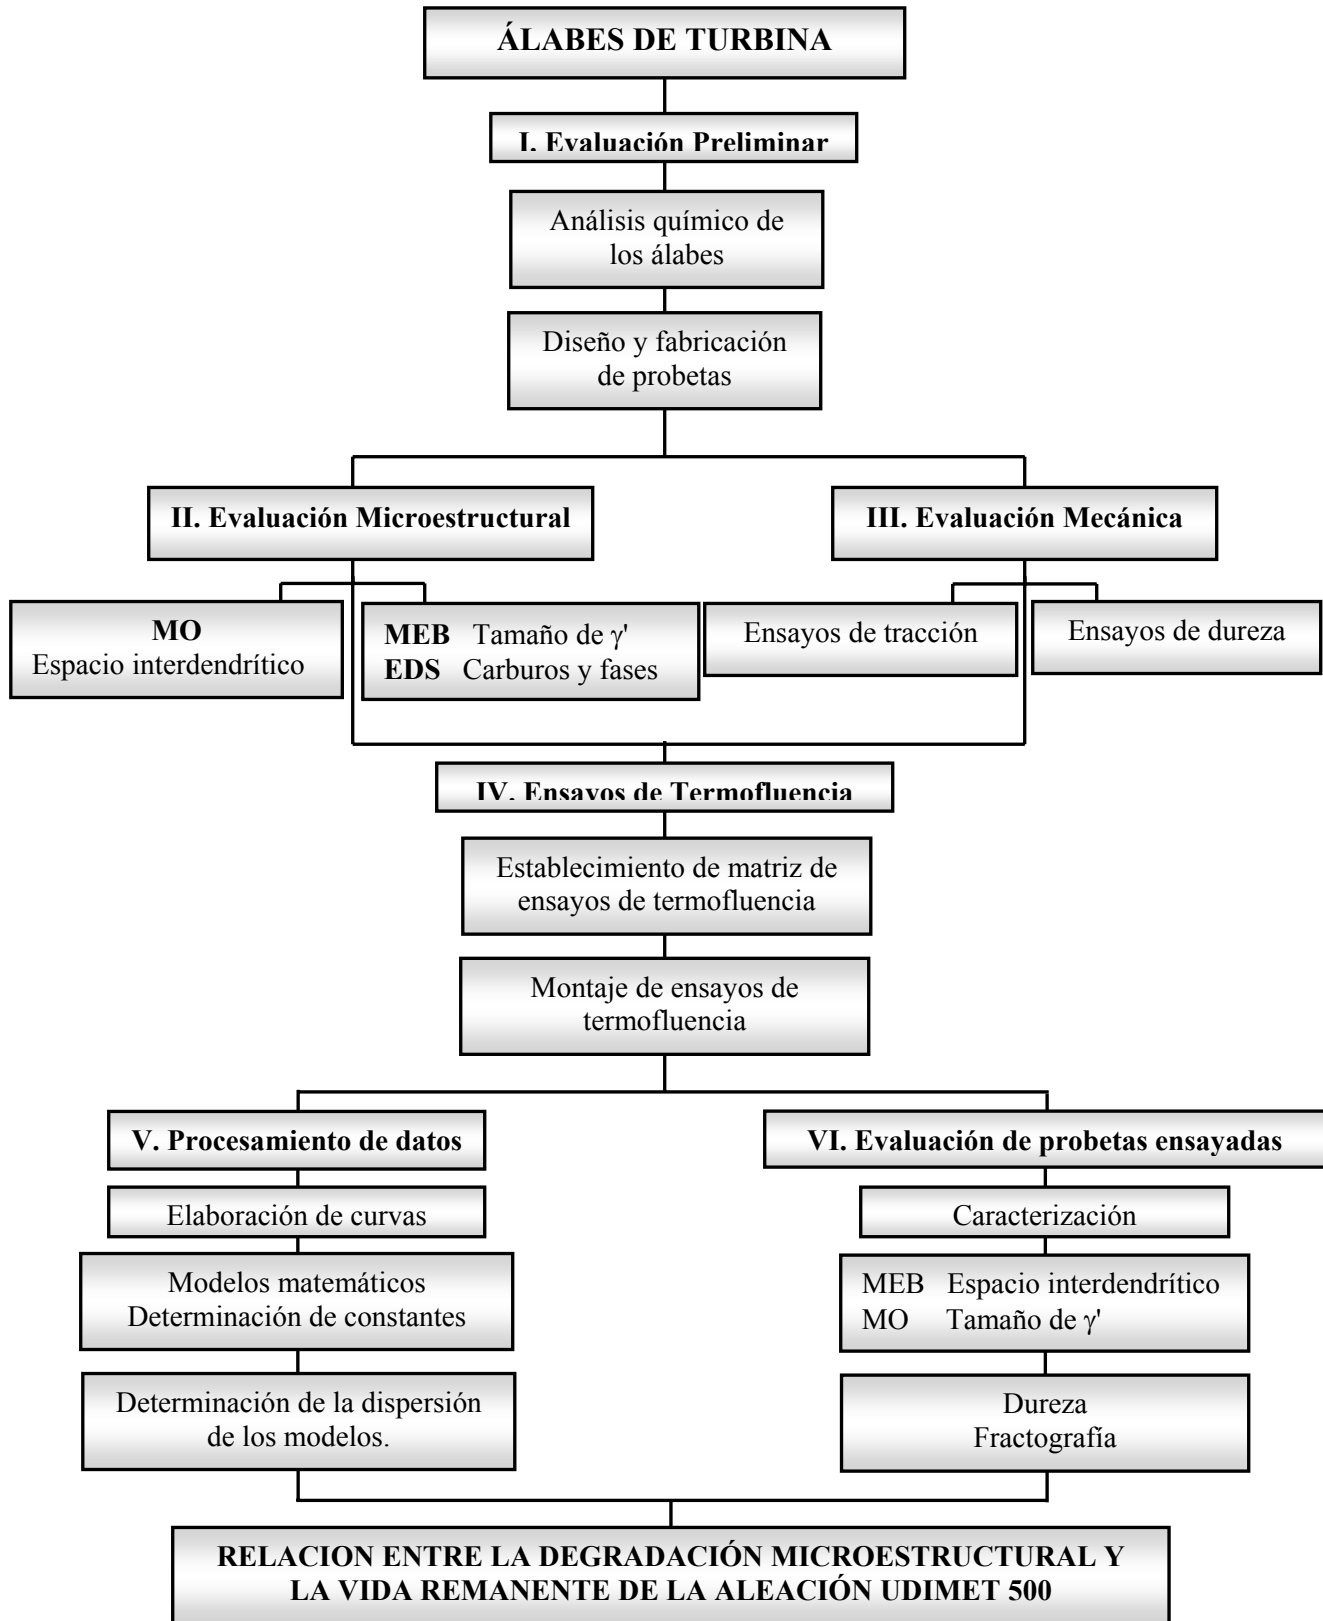 ÁLABES DE TURBINA
I. Evaluación Preliminar
Análisis químico de
los álabes
Diseño y fabricación
de probetas
II. Evaluación Microestructural
III. Evaluación Mecánica
MO
Espacio interdendrítico
MEB Tamaño de γ'
EDS Carburos y fases
Ensayos de tracción
Ensayos de dureza
IV. Ensayos de Termofluencia
Establecimiento de matriz de
ensayos de termofluencia
Montaje de ensayos de
termofluencia
V. Procesamiento de datos
Elaboración de curvas
Modelos matemáticos
Determinación de constantes
Determinación de la dispersión
de los modelos.
VI. Evaluación de probetas ensayadas
Caracterización
MEB Espacio interdendrítico
MO Tamaño de γ'
Dureza
Fractografía
RELACION ENTRE LA DEGRADACIÓN MICROESTRUCTURAL Y
LA VIDA REMANENTE DE LA ALEACIÓN UDIMET 500